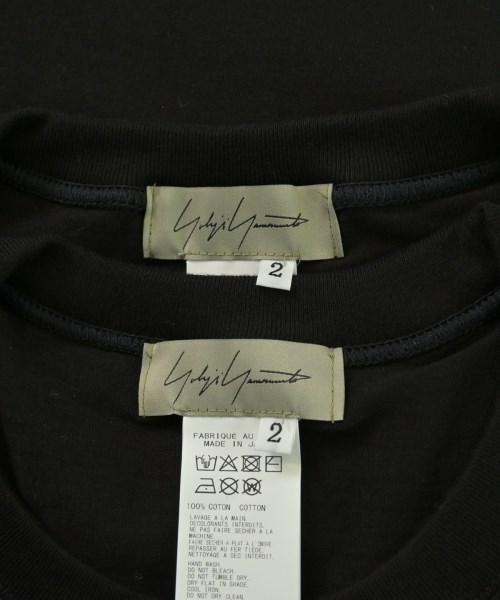 Yohji Yamamoto
2
Yohji Yamamoto
2
FABRIQUE AU
MADE IN
100% COTON COTTON
LAVAGE A LA MAIN.
DECOLORANTS INTERDITS.
NE PAS FAIRE SECHER A LA
MACHINE.
FAIRE SECHER A PLAT A L'OMBRE.
REPASSER AU FER TIEDE.
NETTOYAGE A SEC INTERDIT.
HAND WASH.
DO NOT BLEACH.
DO NOT TUMBLE DRY.
DRY FLAT IN SHADE.
COOL IRON.
DO NOT DRY CLEAN.